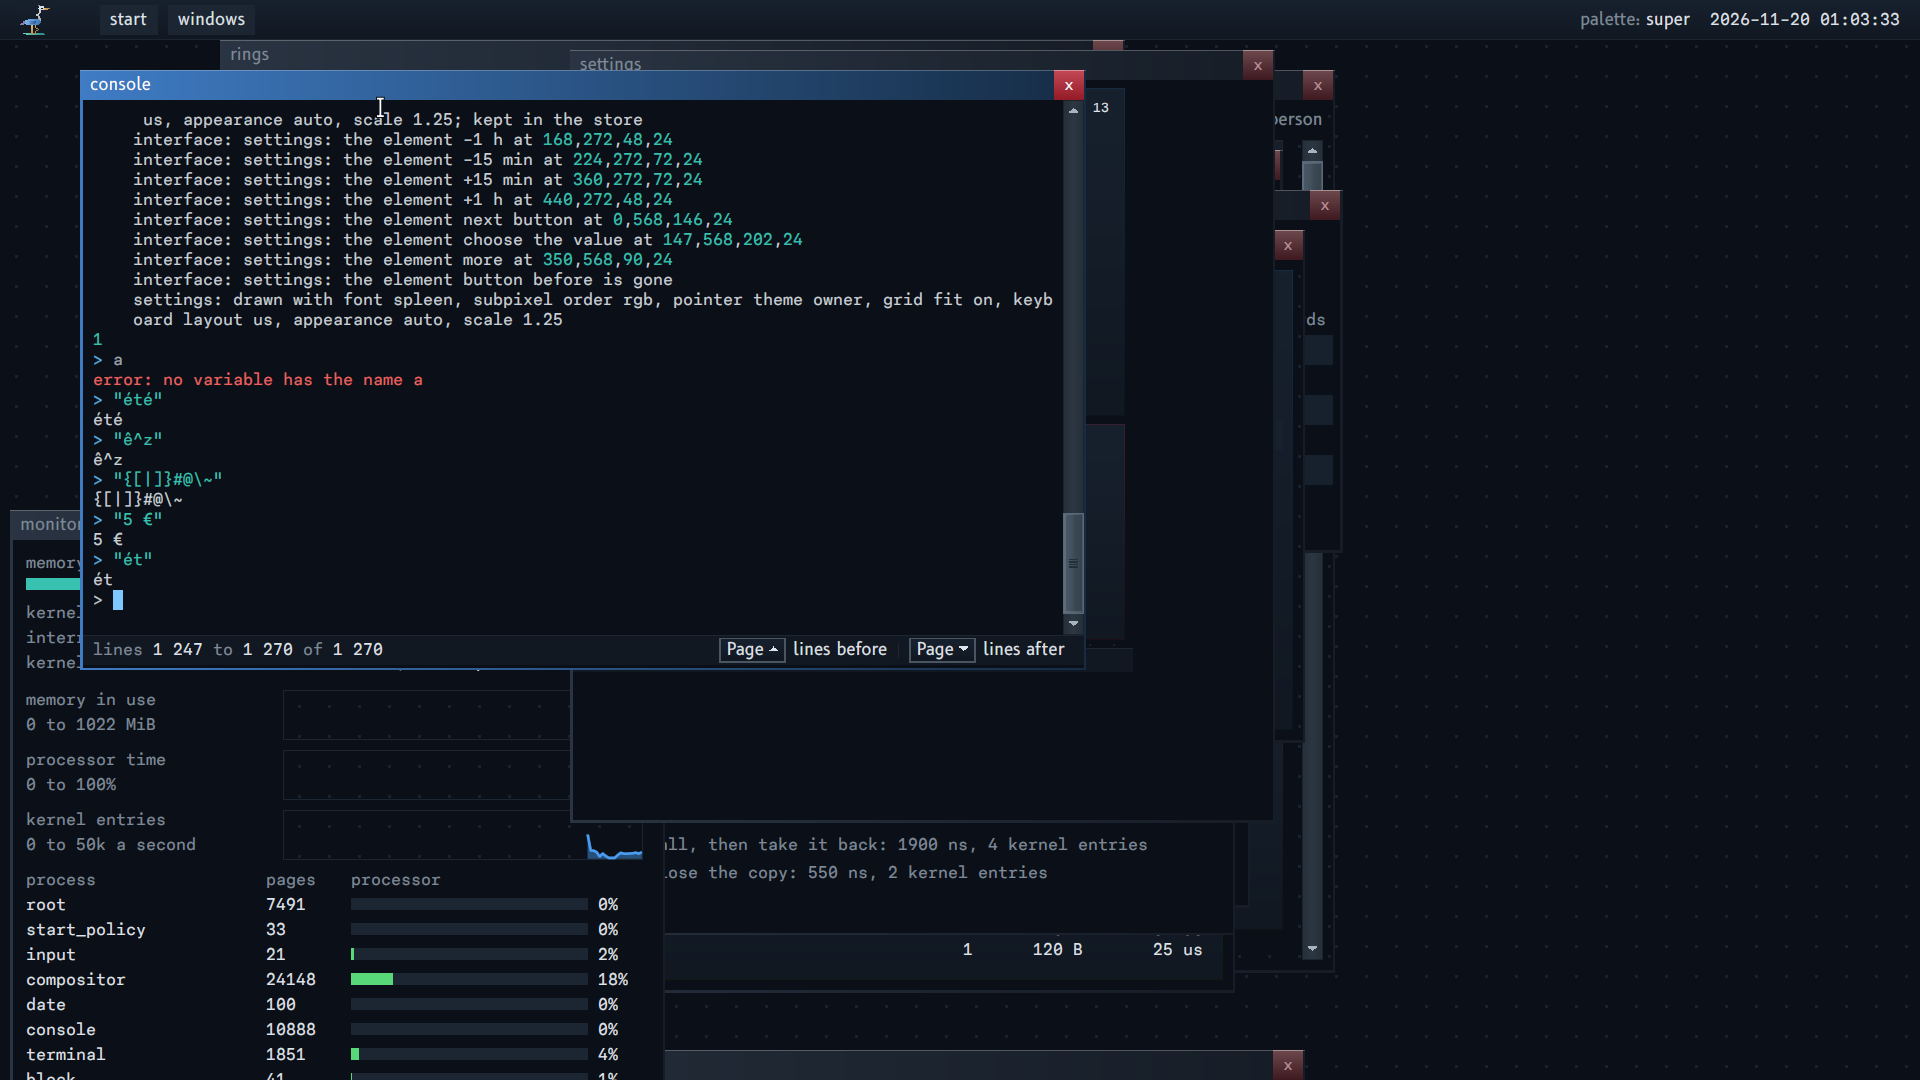 start windows palette: super 2026-11-20 01:03:33
rings
settings x
console x
x
13
person
us, appearance auto, scale 1.25; kept in the store
interface: settings: the element -1 h at 168,272,48,24
interface: settings: the element -15 min at 224,272,72,24
interface: settings: the element +15 min at 360,272,72,24
interface: settings: the element +1 h at 440,272,48,24
x
interface: settings: the element next button at 0,568,146,24
interface: settings: the element choose the value at 147,568,202,24
x
interface: settings: the element more at 350,568,90,24
interface: settings: the element button before is gone
settings: drawn with font spleen, subpixel order rgb, pointer theme owner, grid fit on, keyb
oard layout us, appearance auto, scale 1.25
ds
1
> a
error: no variable has the name a
> "été"
été
> "ê^z"
ê^z
> "{[|]}#@\~"
{[|]}#@\~
> "5 €"
5 €
> "ét"
ét
>
lines 1 247 to 1 270 of 1 270 Page lines before Page lines after
monitor
memory
kernel
kernel
memory in use
0 to 1022 MiB
processor time
0 to 100%
kernel entries
0 to 50k a second
all, then take it back: 1900 ns, 4 kernel entries
lose the copy: 550 ns, 2 kernel entries
1 120 B 25 us
process pages processor
root 7491 0%
start_policy 33 0%
input 21 2%
compositor 24148 18%
date 100 0%
console 10888 0%
terminal 1851 4%
block 41 1%
x